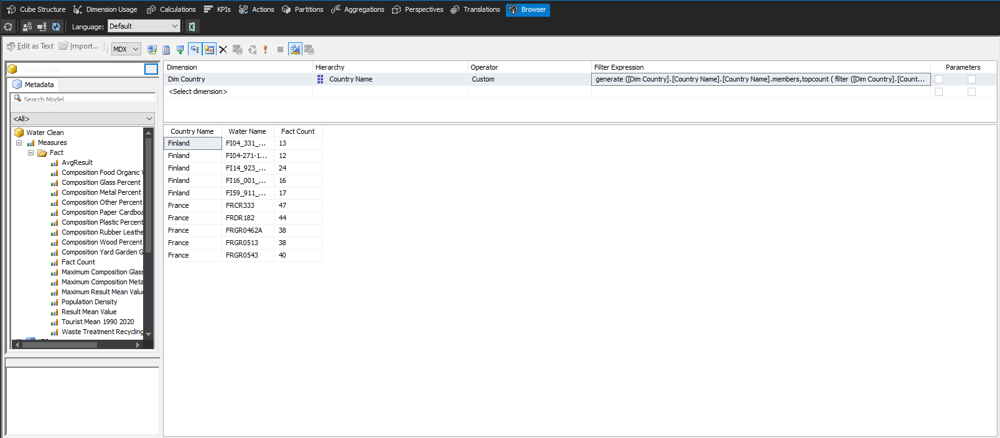 Cube Structure Dimension Usage Calculations KPIs Actions Partitions Aggregations Perspectives Translations Browser
Language: Default
Edit as Text Import... MDX
Water Clean
Metadata
Search Model
<All>
Water Clean
Measures
Fact
AvgResult
Composition Food Organic
Composition Glass Percent
Composition Metal Percent
Composition Other Percent
Composition Paper Cardboa
Composition Plastic Percent
Composition Rubber Leathe
Composition Wood Percent
Composition Yard Garden G
Fact Count
Maximum Composition Glass
Maximum Composition Meta
Maximum Result Mean Valu
Population Density
Result Mean Value
Tourist Mean 1990 2020
Waste Treatment Recycling
Dimension Hierarchy Operator Filter Expression Parameters
Dim Country Country Name Custom generate ([Dim Country].[Country Name].[Country Name].members,topcount ( filter ([Dim Country].[Count...
<Select dimension>
Country Name Water Name Fact Count
Finland FI04_331_... 13
Finland FI04-271-1... 12
Finland FI14_923_... 24
Finland FI16_001_... 16
Finland FI59_911_... 17
France FRCR333 47
France FRDR182 44
France FRGR0462A 38
France FRGR0513 38
France FRGR0543 40